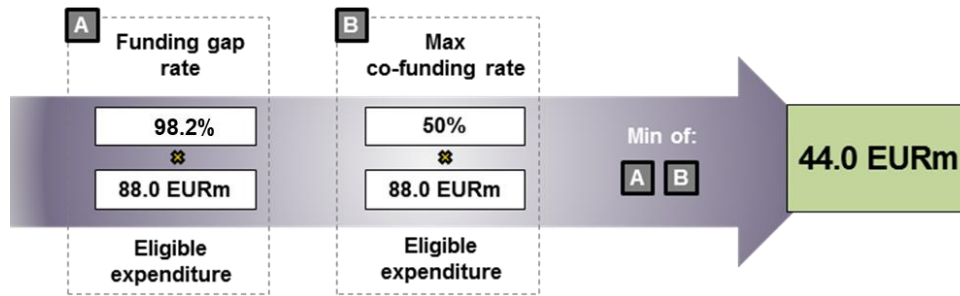 A
Funding gap
rate
98.2%
88.0 EURm
Eligible
expenditure
B
Max
co-funding rate
50%
88.0 EURm
Eligible
expenditure
Min of:
A B
44.0 EURm